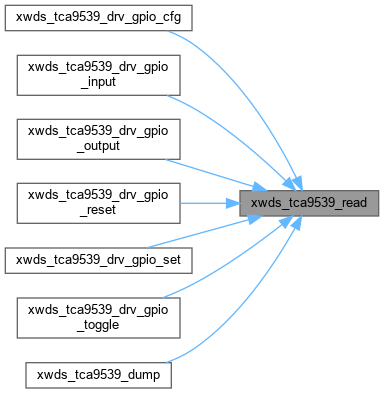 xwds_tca9539_drv_gpio_cfg
xwds_tca9539_drv_gpio
_input
xwds_tca9539_drv_gpio
_output
xwds_tca9539_drv_gpio
_reset
xwds_tca9539_read
xwds_tca9539_drv_gpio_set
xwds_tca9539_drv_gpio
_toggle
xwds_tca9539_dump